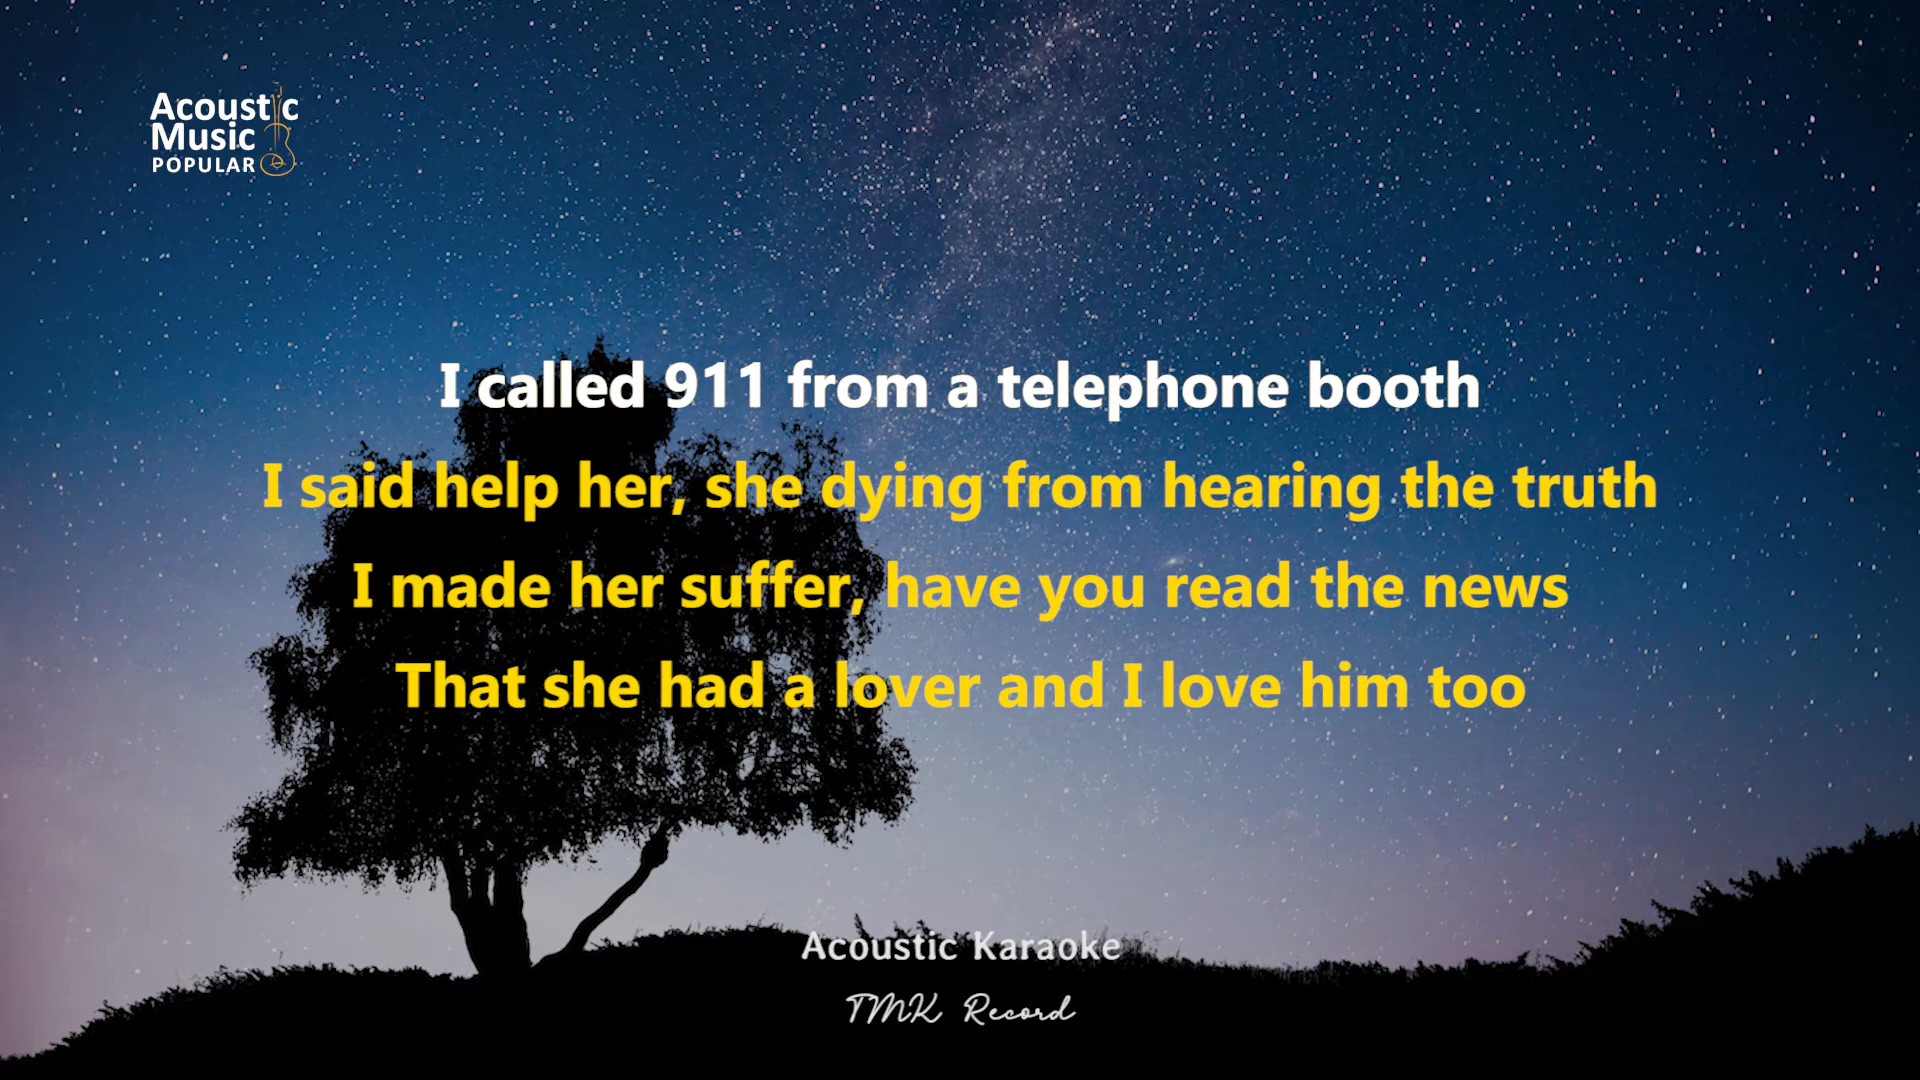 Acoustic
Music
POPULAR
I called 911 from a telephone booth
I said help her, she dying from hearing the truth
I made her suffer, have you read the news
That she had a lover and I love him too
Acoustic Karaoke
TMK Record